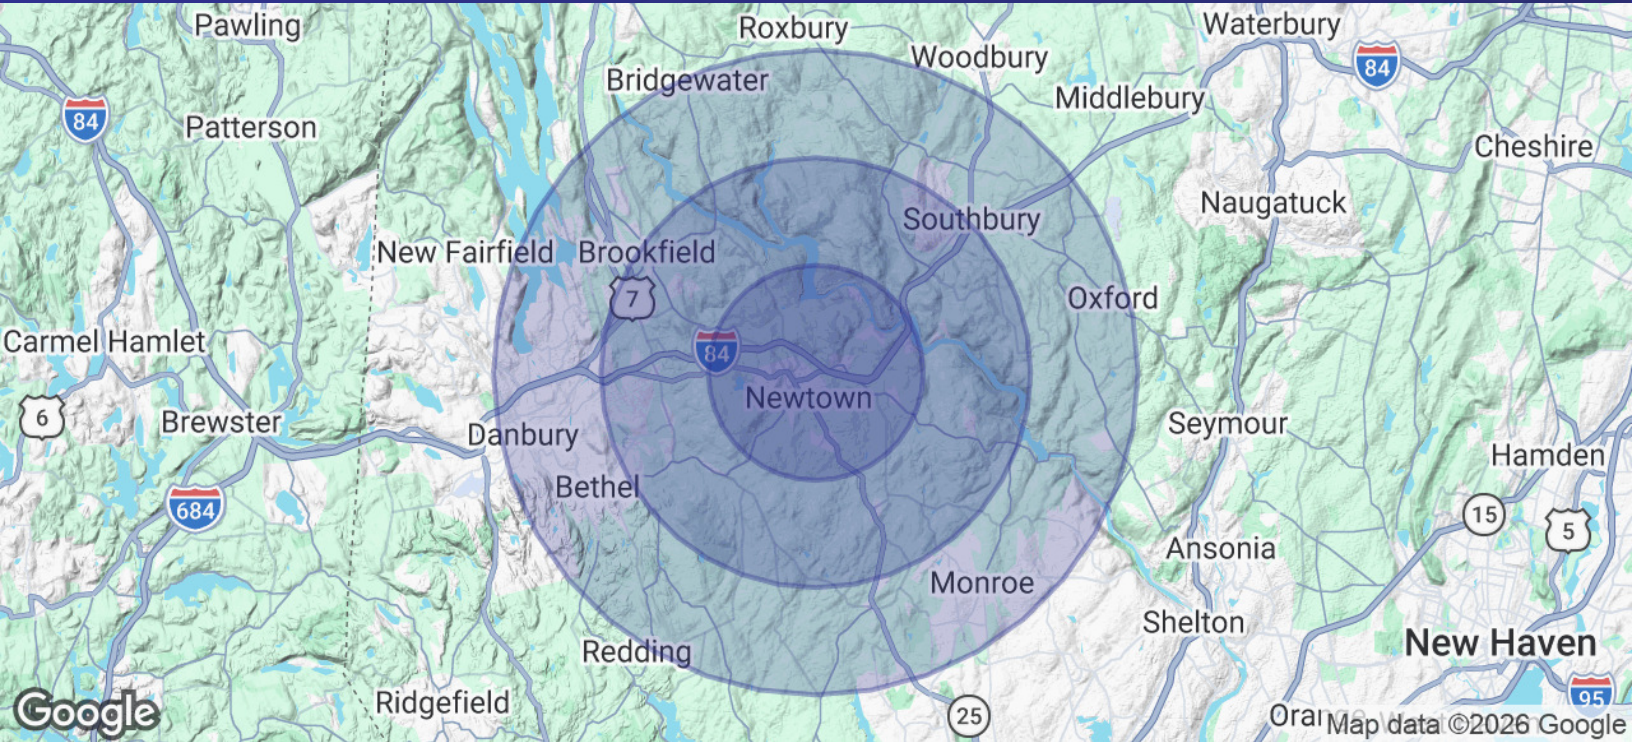 Pawling
Roxbury
Waterbury
Woodbury
84
Bridgewater
Middlebury
84
Patterson
Cheshire
Naugatuck
Southbury
New Fairfield
Brookfield
7
Oxford
Carmel Hamlet
84
Newtown
6
Brewster
Seymour
Danbury
Hamden
Bethel
684
15
5
Ansonia
Monroe
Shelton
New Haven
Redding
95
Ridgefield
Google
25
Map data ©2026 Google